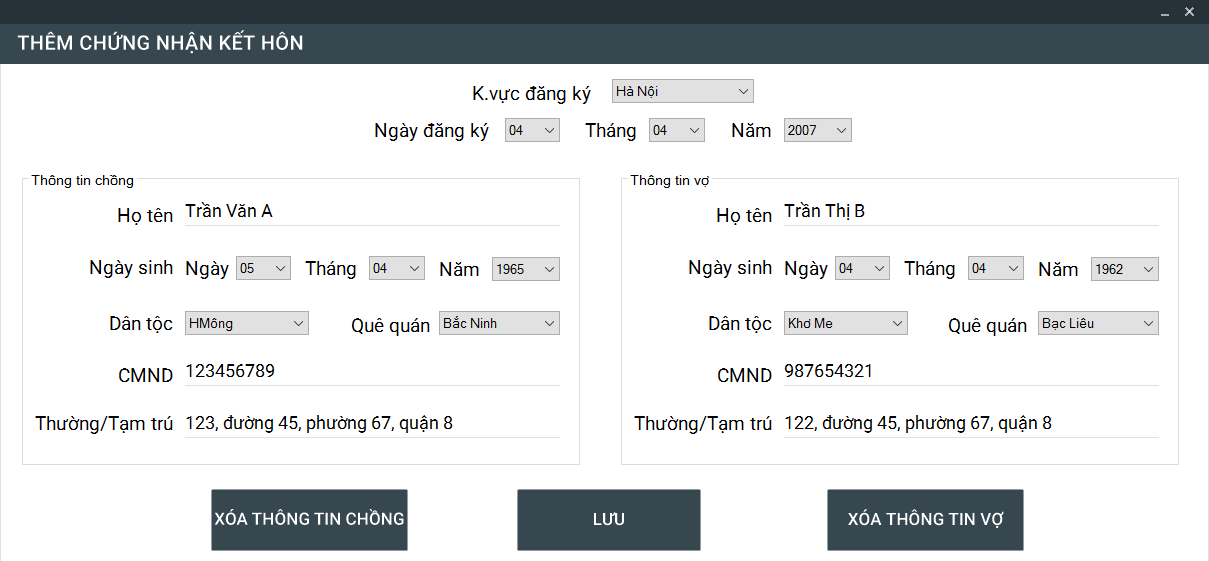 THÊM CHỨNG NHẬN KẾT HÔN
K.vực đăng ký Hà Nội
Ngày đăng ký 04 Tháng 04 Năm 2007
Thông tin chồng
Họ tên Trần Văn A
Ngày sinh Ngày 05 Tháng 04 Năm 1965
Dân tộc HMông Quê quán Bắc Ninh
CMND 123456789
Thường/Tạm trú 123, đường 45, phường 67, quận 8
Thông tin vợ
Họ tên Trần Thị B
Ngày sinh Ngày 04 Tháng 04 Năm 1962
Dân tộc Khơ Me Quê quán Bạc Liêu
CMND 987654321
Thường/Tạm trú 122, đường 45, phường 67, quận 8
XÓA THÔNG TIN CHỒNG LƯU XÓA THÔNG TIN VỢ